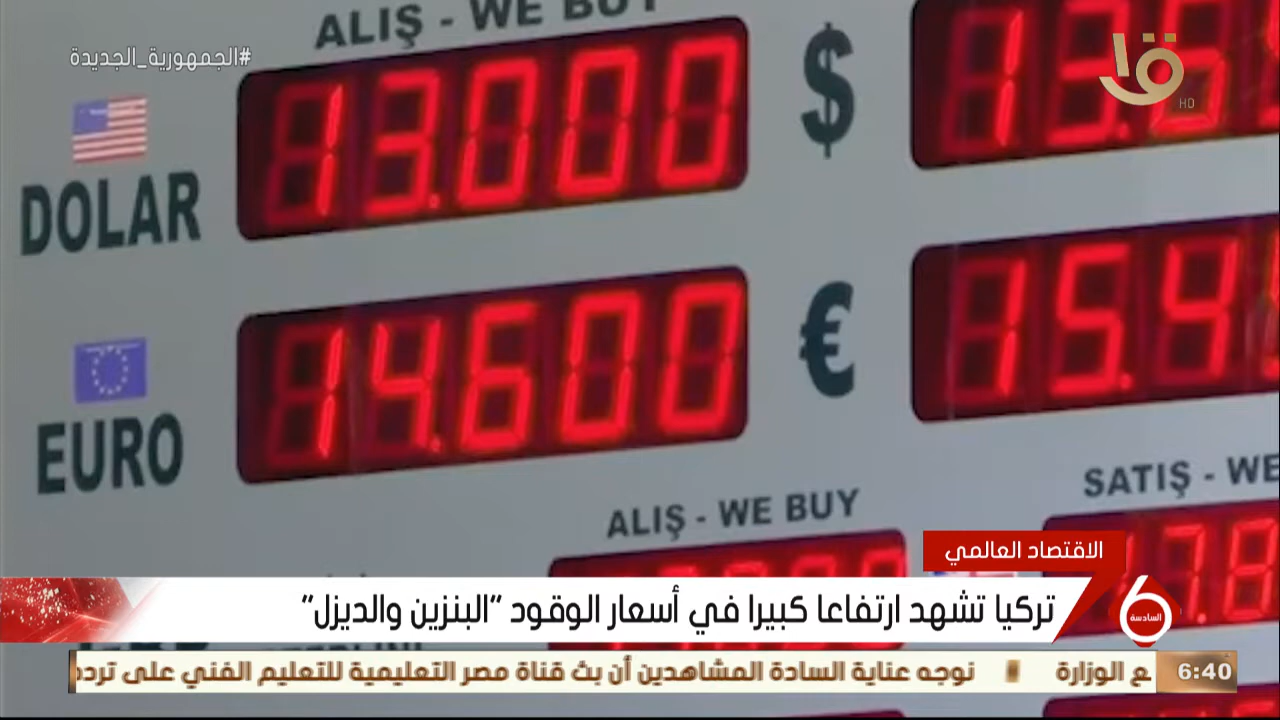 #الجمهورية_الجديدة
HD
ALIŞ - WE BUY
DOLAR
13.000
$
EURO
14.600
€
15.4
ALIŞ - WE BUY
SATIŞ - WE
الاقتصاد العالمي
تركيا تشهد ارتفاعا كبيرا في أسعار الوقود "البنزين والديزل"
6
السادسة
ع الوزارة نوجه عناية السادة المشاهدين أن بث قناة مصر التعليمية للتعليم الفني على تردد
6:40